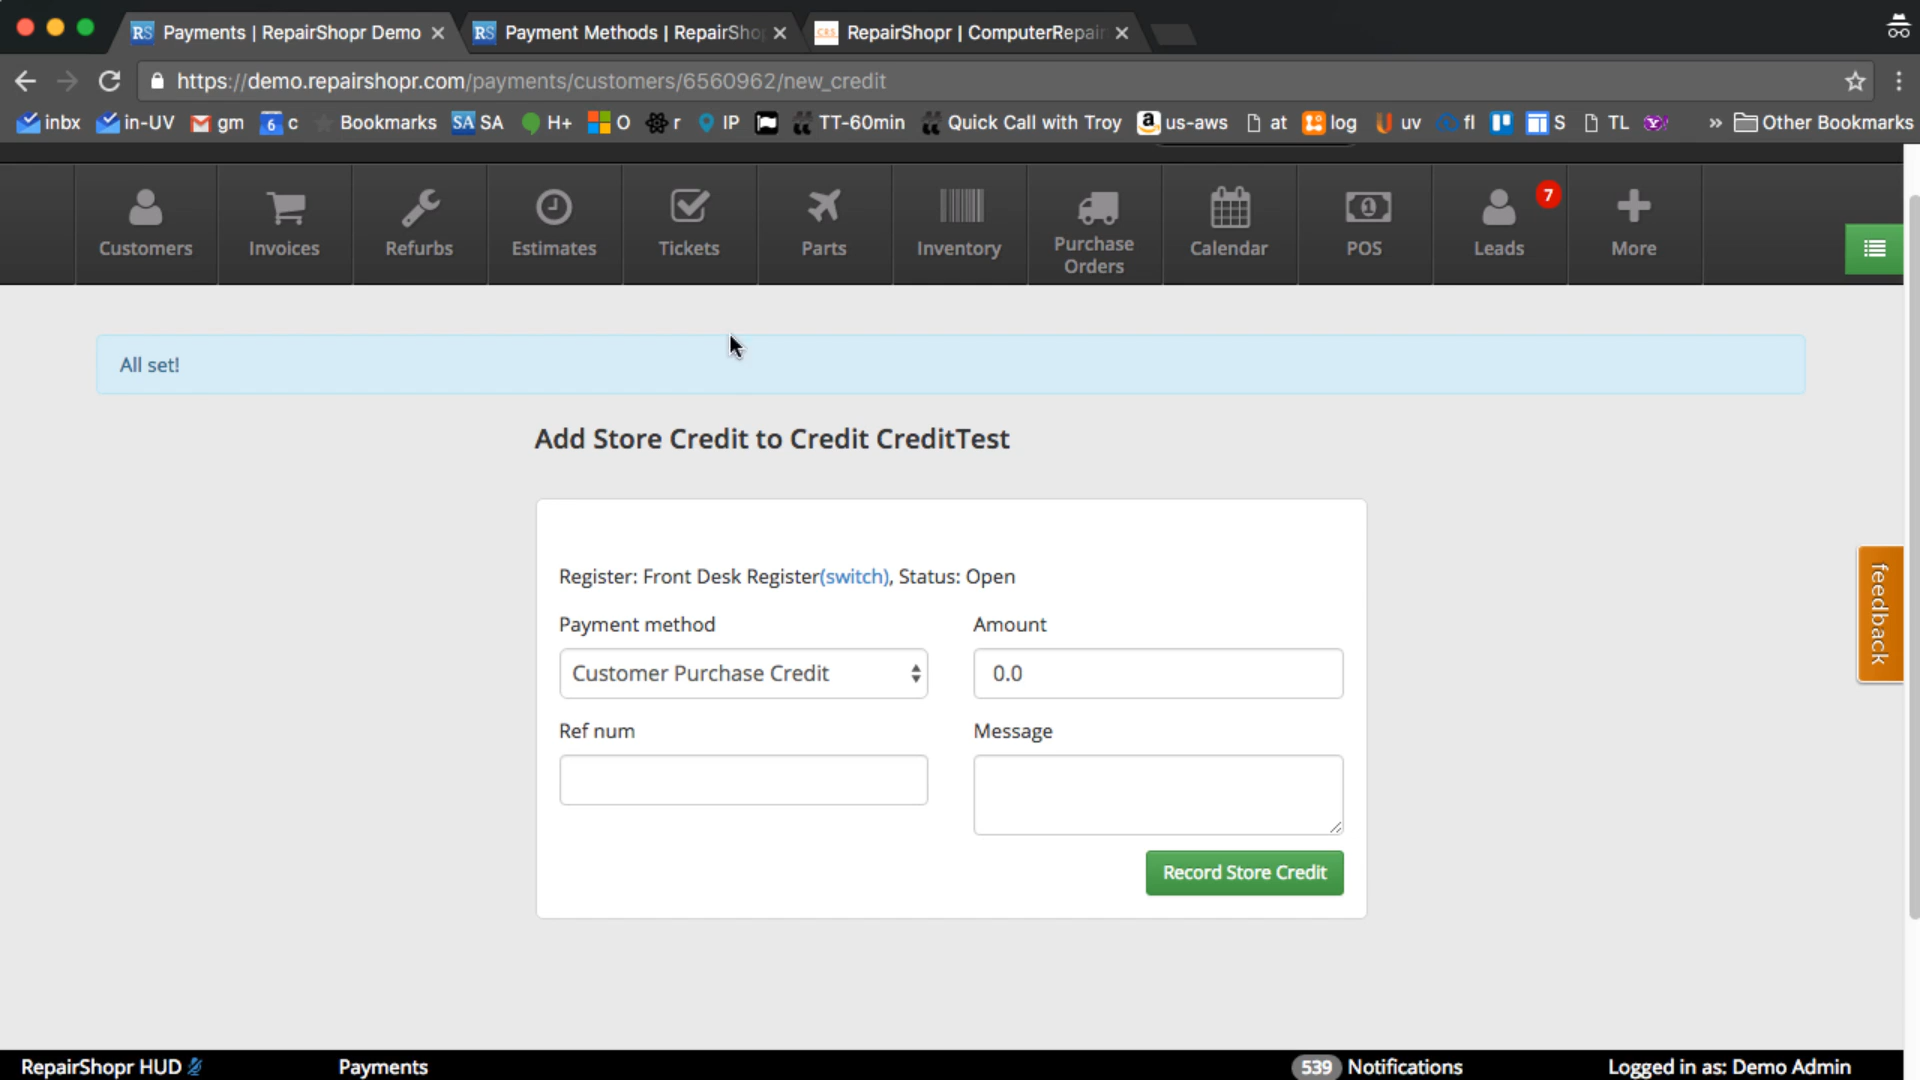 Payments | RepairShopr Demo
Payment Methods | RepairSho
RepairShopr | ComputerRepair
https://demo.repairshopr.com/payments/customers/6560962/new_credit
inbx in-UV gm 6 c Bookmarks SA SA H+ O r IP TT-60min Quick Call with Troy us-aws at log uv fl S TL » Other Bookmarks
Customers
Invoices
Refurbs
Estimates
Tickets
Parts
Inventory
Purchase
Orders
Calendar
POS
Leads
7
More
All set!
Add Store Credit to Credit CreditTest
Register: Front Desk Register(switch), Status: Open
Payment method
Amount
Customer Purchase Credit
0.0
Ref num
Message
Record Store Credit
feedback
RepairShopr HUD
Payments
539 Notifications
Logged in as: Demo Admin